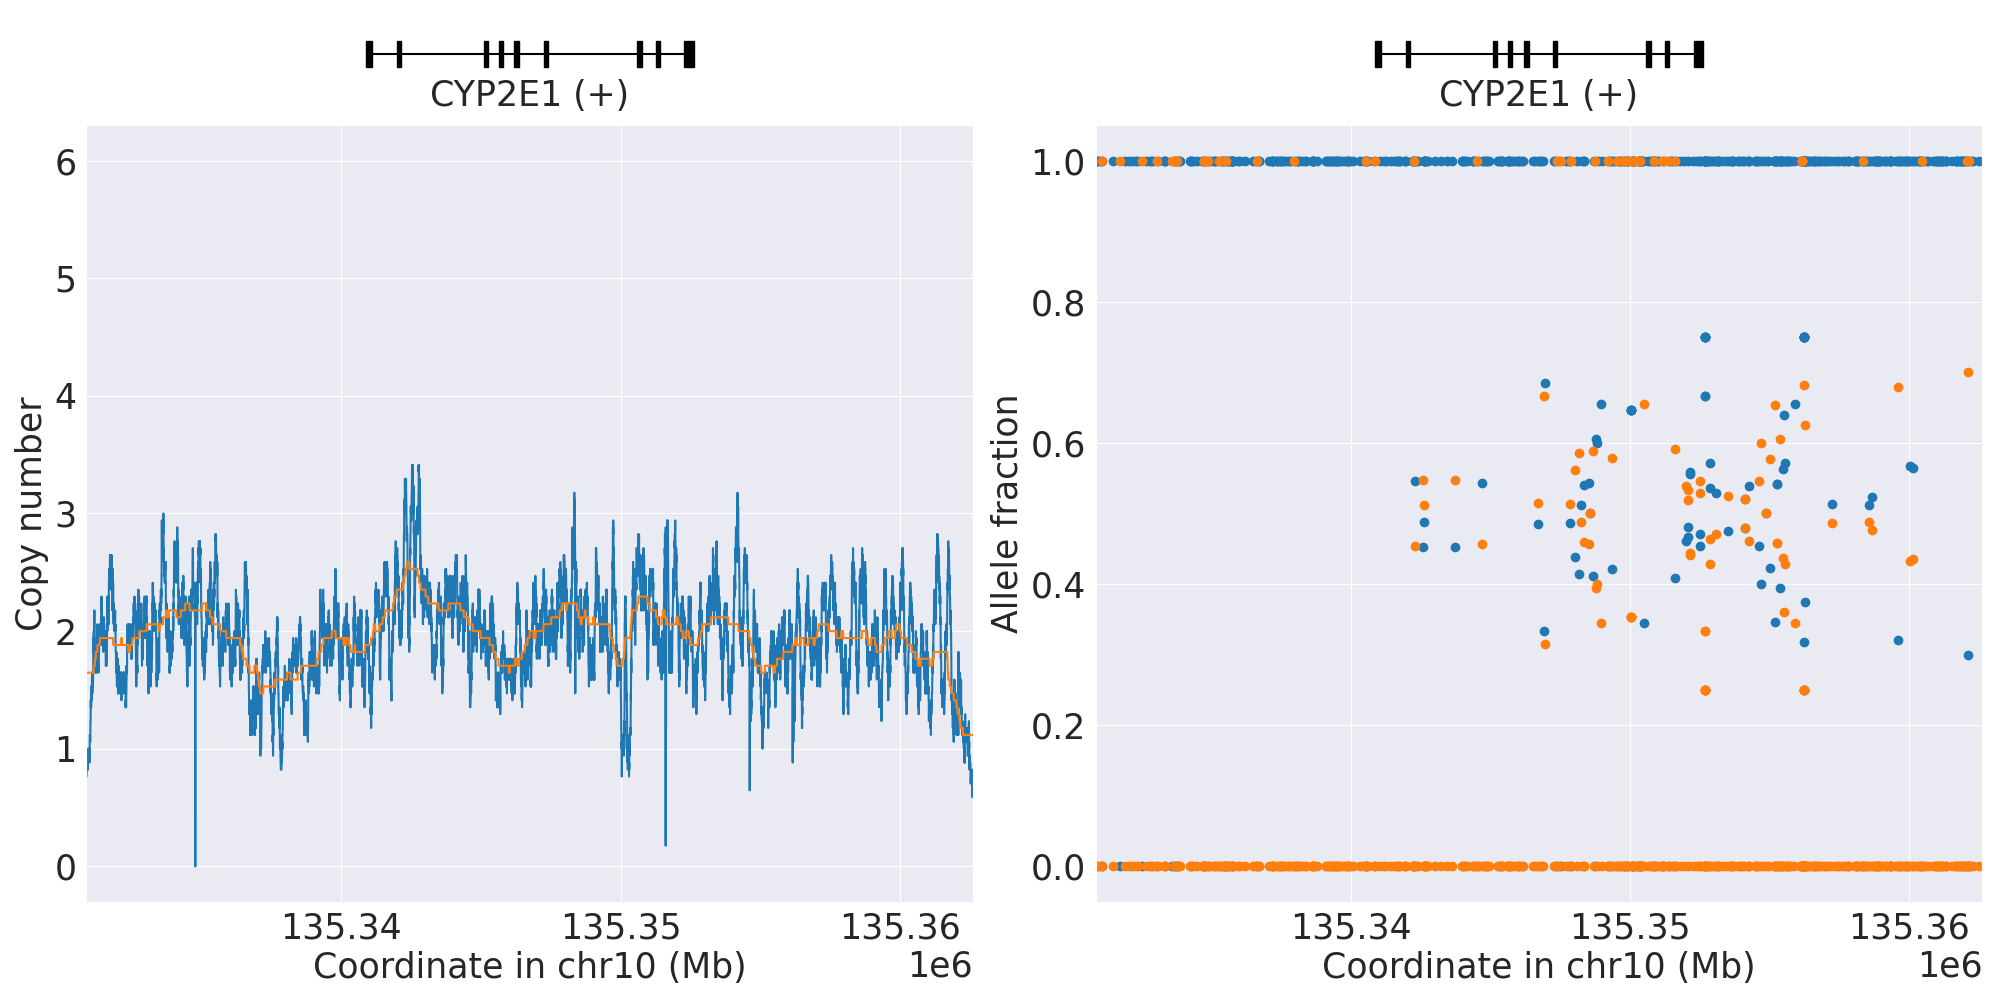 CYP2E1 (+)
6
5
4
3
2
1
0
Copy number
135.34 135.35 135.36
Coordinate in chr10 (Mb)
1e6
CYP2E1 (+)
1.0
0.8
0.6
0.4
0.2
0.0
Allele fraction
135.34 135.35 135.36
Coordinate in chr10 (Mb)
1e6